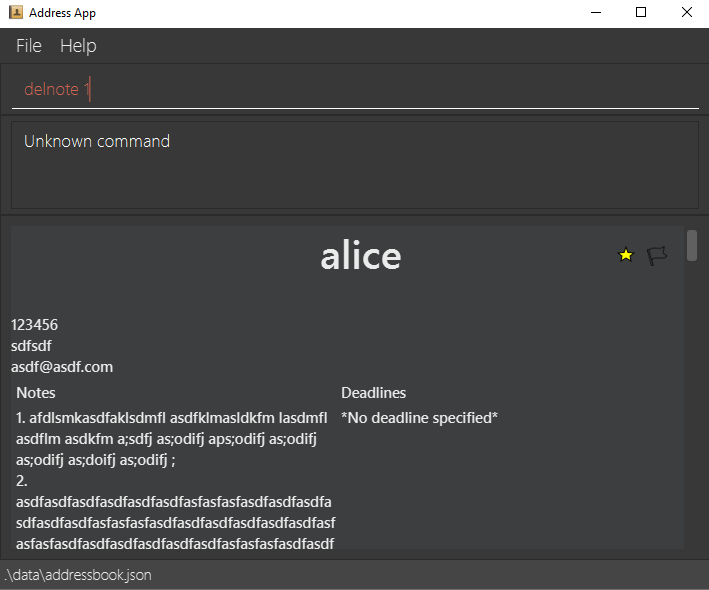 Address App
File Help
delnote 1
Unknown command
alice
123456
sdfsdf
asdf@asdf.com
Notes Deadlines
1. afdlsmkasdfaklsdmfl asdfklmasldkfm lasdmfl *No deadline specified*
asdflm asdkfm a;sdfj as;odifj aps;odifj as;odifj
as;odifj as;doifj as;odifj ;
2.
asdfasdfasdfasdfasdfasdfasfasfasfasdfasdfasdfa
sdfasdfasdfasfasfasfasdfasdfasdfasdfasdfasdfasf
asfasfasdfasdfasdfasdfasdfasdfasfasfasfasdfasdf
.\data\addressbook.json